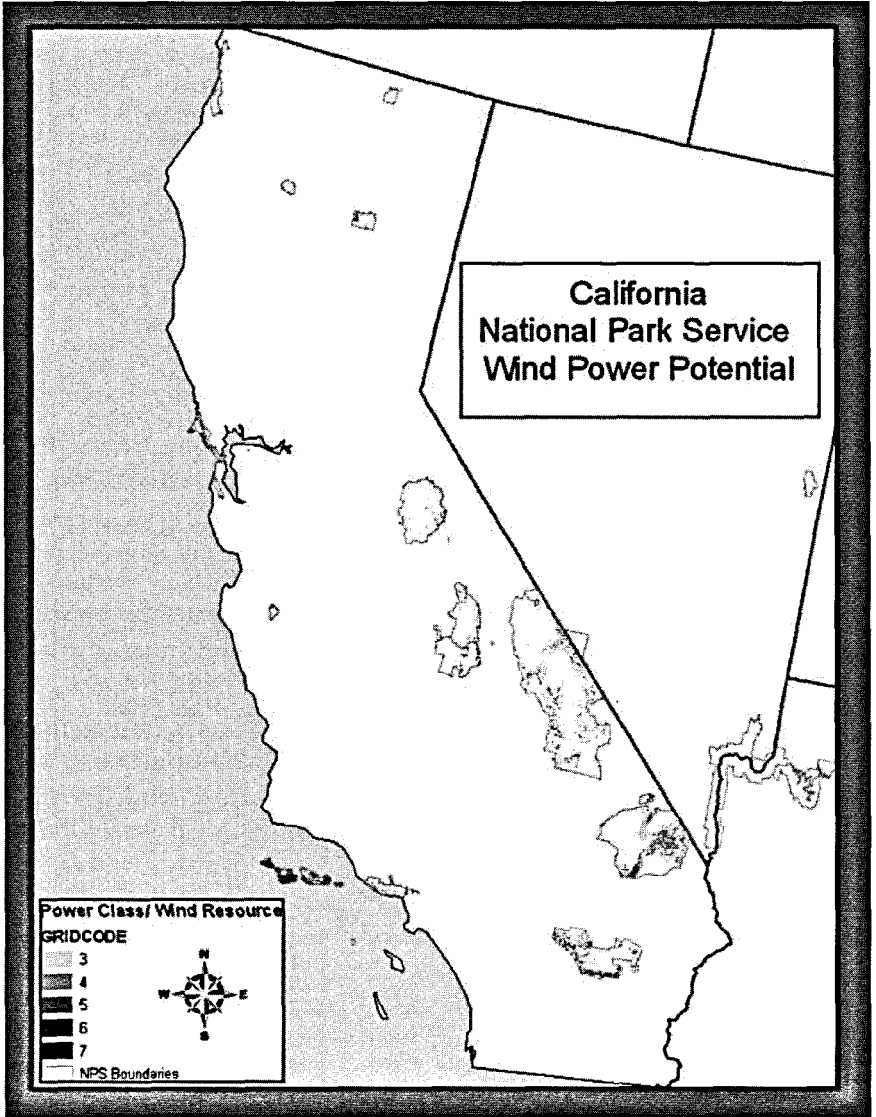 California
National Park Service
Wind Power Potential
Power Class/ Wind Resource
GRIDCODE
3
4
5
6
7
NPS Boundaries
N
W
E
S